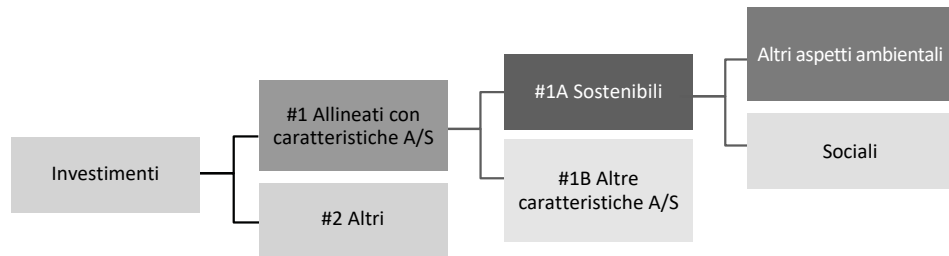 Investimenti
#1 Allineati con
caratteristiche A/S
#2 Altri
#1A Sostenibili
#1B Altre
caratteristiche A/S
Altri aspetti ambientali
Sociali